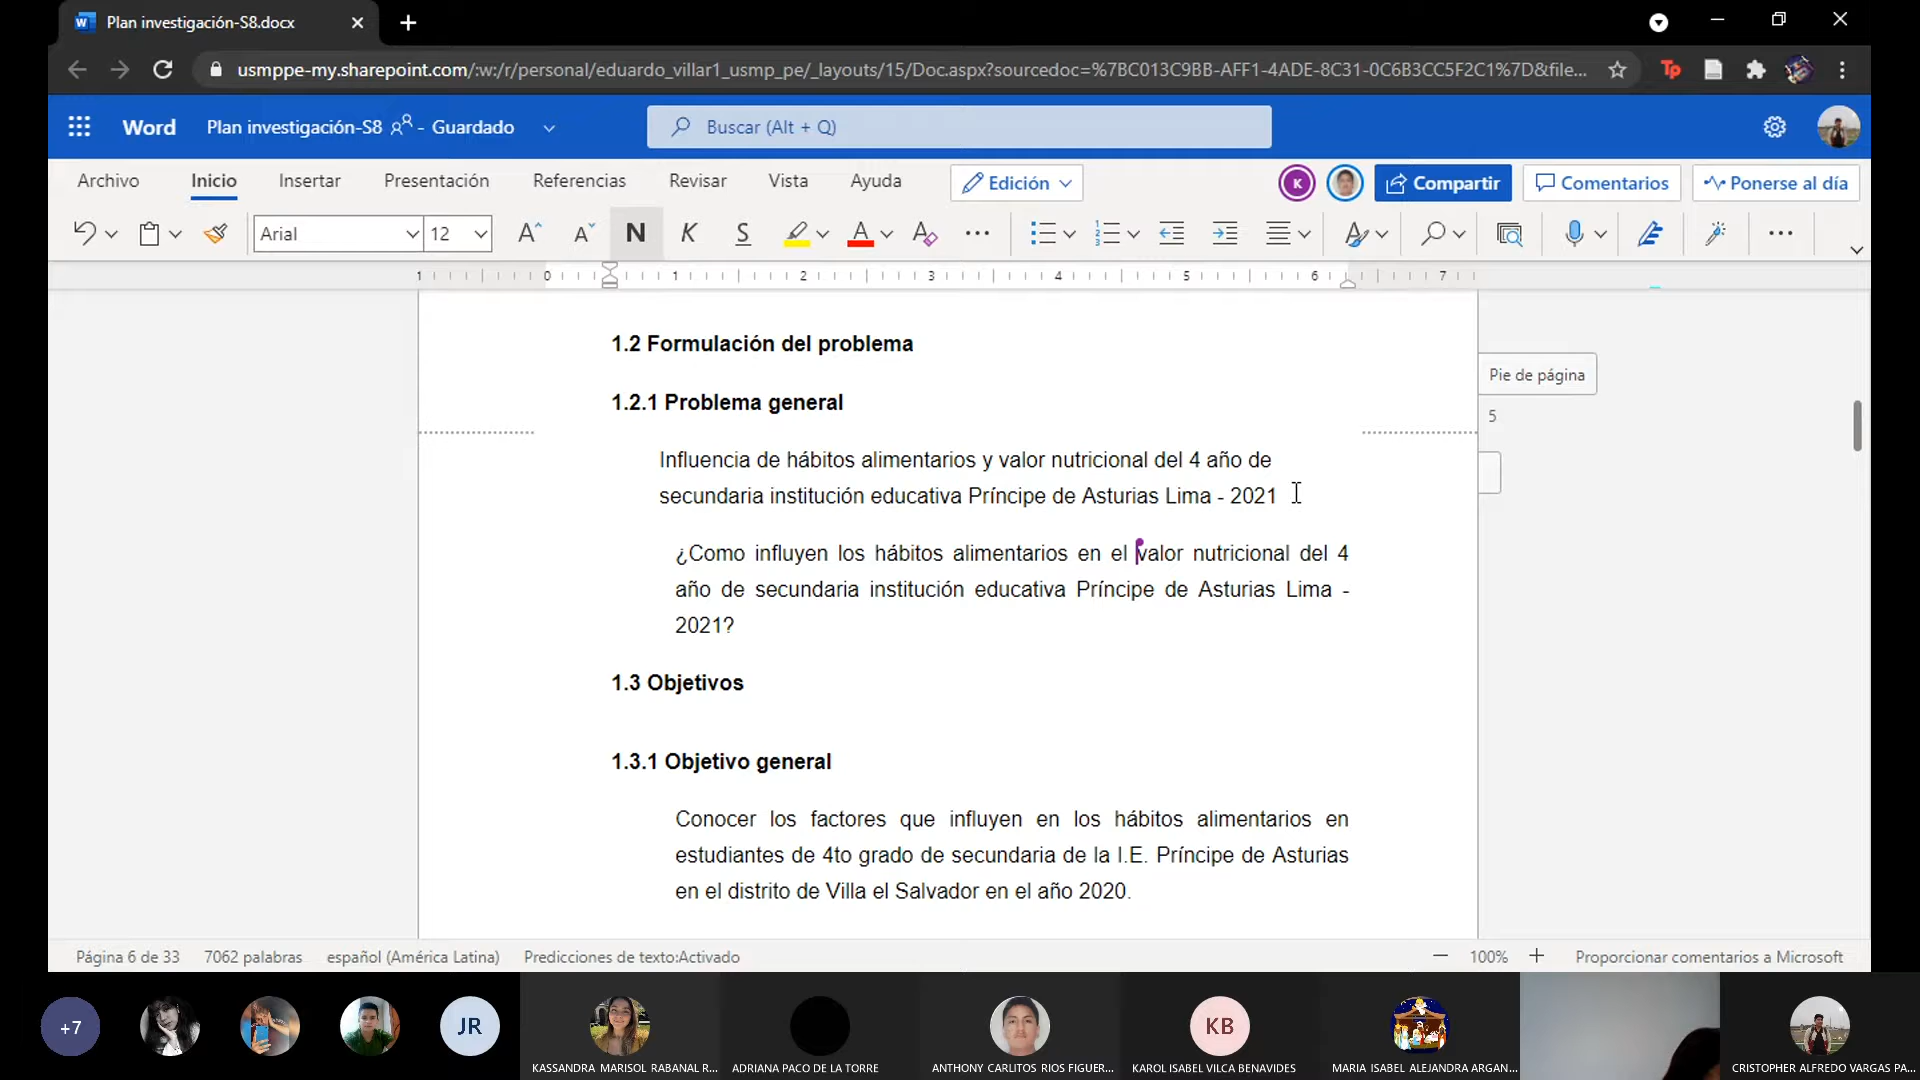 Plan investigación-S8.docx
usmppe-my.sharepoint.com/:w:/r/personal/eduardo_villar1_usmp_pe/_layouts/15/Doc.aspx?sourcedoc=%7BC013C9BB-AFF1-4ADE-8C31-0C6B3CC5F2C1%7D&file...
Word Plan investigación-S8 - Guardado
Buscar (Alt + Q)
Archivo Inicio Insertar Presentación Referencias Revisar Vista Ayuda Edición K Compartir Comentarios Ponerse al día
Arial 12 N K S
1 0 1 2 3 4 5 6 7
1.2 Formulación del problema
Pie de página
1.2.1 Problema general
5
Influencia de hábitos alimentarios y valor nutricional del 4 año de
secundaria institución educativa Príncipe de Asturias Lima - 2021
¿Como influyen los hábitos alimentarios en el valor nutricional del 4
año de secundaria institución educativa Príncipe de Asturias Lima -
2021?
1.3 Objetivos
1.3.1 Objetivo general
Conocer los factores que influyen en los hábitos alimentarios en
estudiantes de 4to grado de secundaria de la I.E. Príncipe de Asturias
en el distrito de Villa el Salvador en el año 2020.
Página 6 de 33 7062 palabras español (América Latina) Predicciones de texto:Activado 100% Proporcionar comentarios a Microsoft
+7 JR KB
KASSANDRA MARISOL RABANAL R... ADRIANA PACO DE LA TORRE ANTHONY CARLITOS RIOS FIGUER... KAROL ISABEL VILCA BENAVIDES MARIA ISABEL ALEJANDRA ARGAN... CRISTOPHER ALFREDO VARGAS PA...